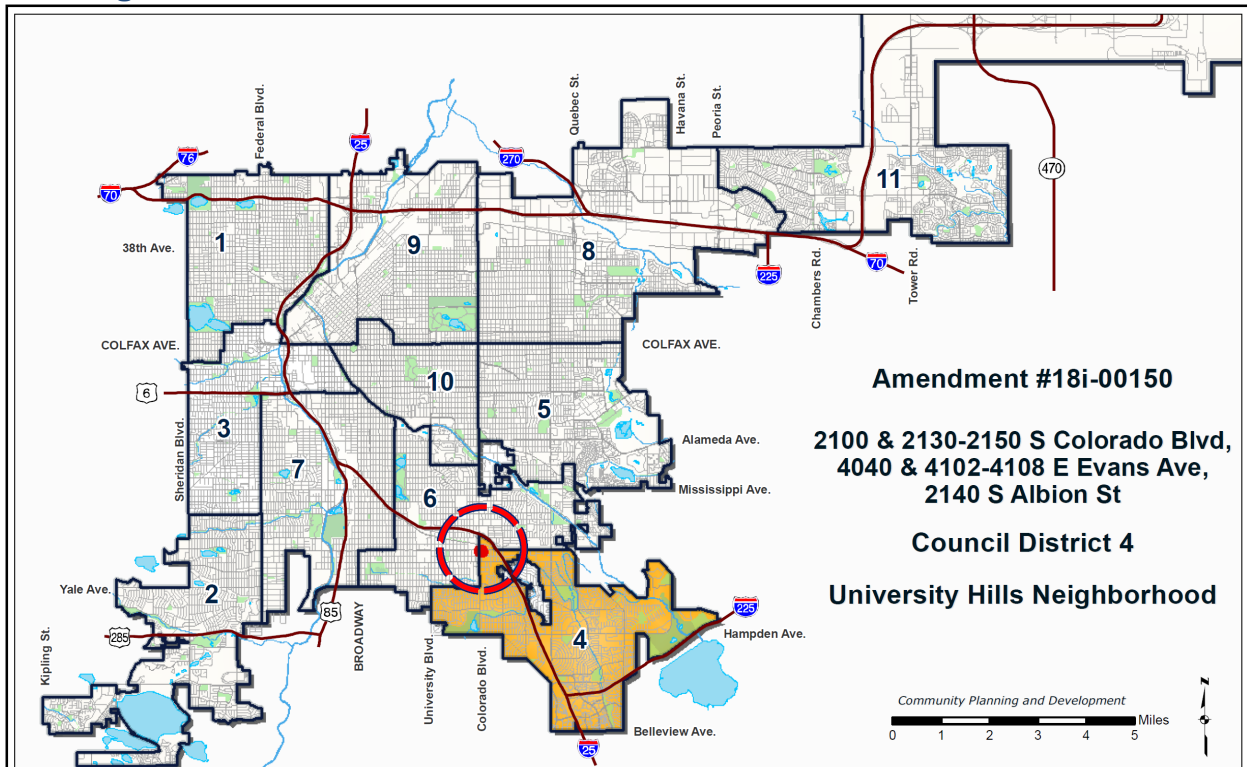 Quebec St.
Havana St.
Peoria St.
Federal Blvd.
25
76
270
70
470
11
38th Ave.
1
9
8
225
70
Chambers Rd.
Tower Rd.
COLFAX AVE.
COLFAX AVE.
6
10
5
3
Sheridan Blvd.
7
Alameda Ave.
Mississippi Ave.
6
Amendment #18i-00150
2100 & 2130-2150 S Colorado Blvd,
4040 & 4102-4108 E Evans Ave,
2140 S Albion St
Council District 4
University Hills Neighborhood
Yale Ave.
2
85
BROADWAY
285
Kipling St.
University Blvd.
Colorado Blvd.
4
225
Hampden Ave.
25
Belleview Ave.
Community Planning and Development
Miles
0 1 2 3 4 5
N